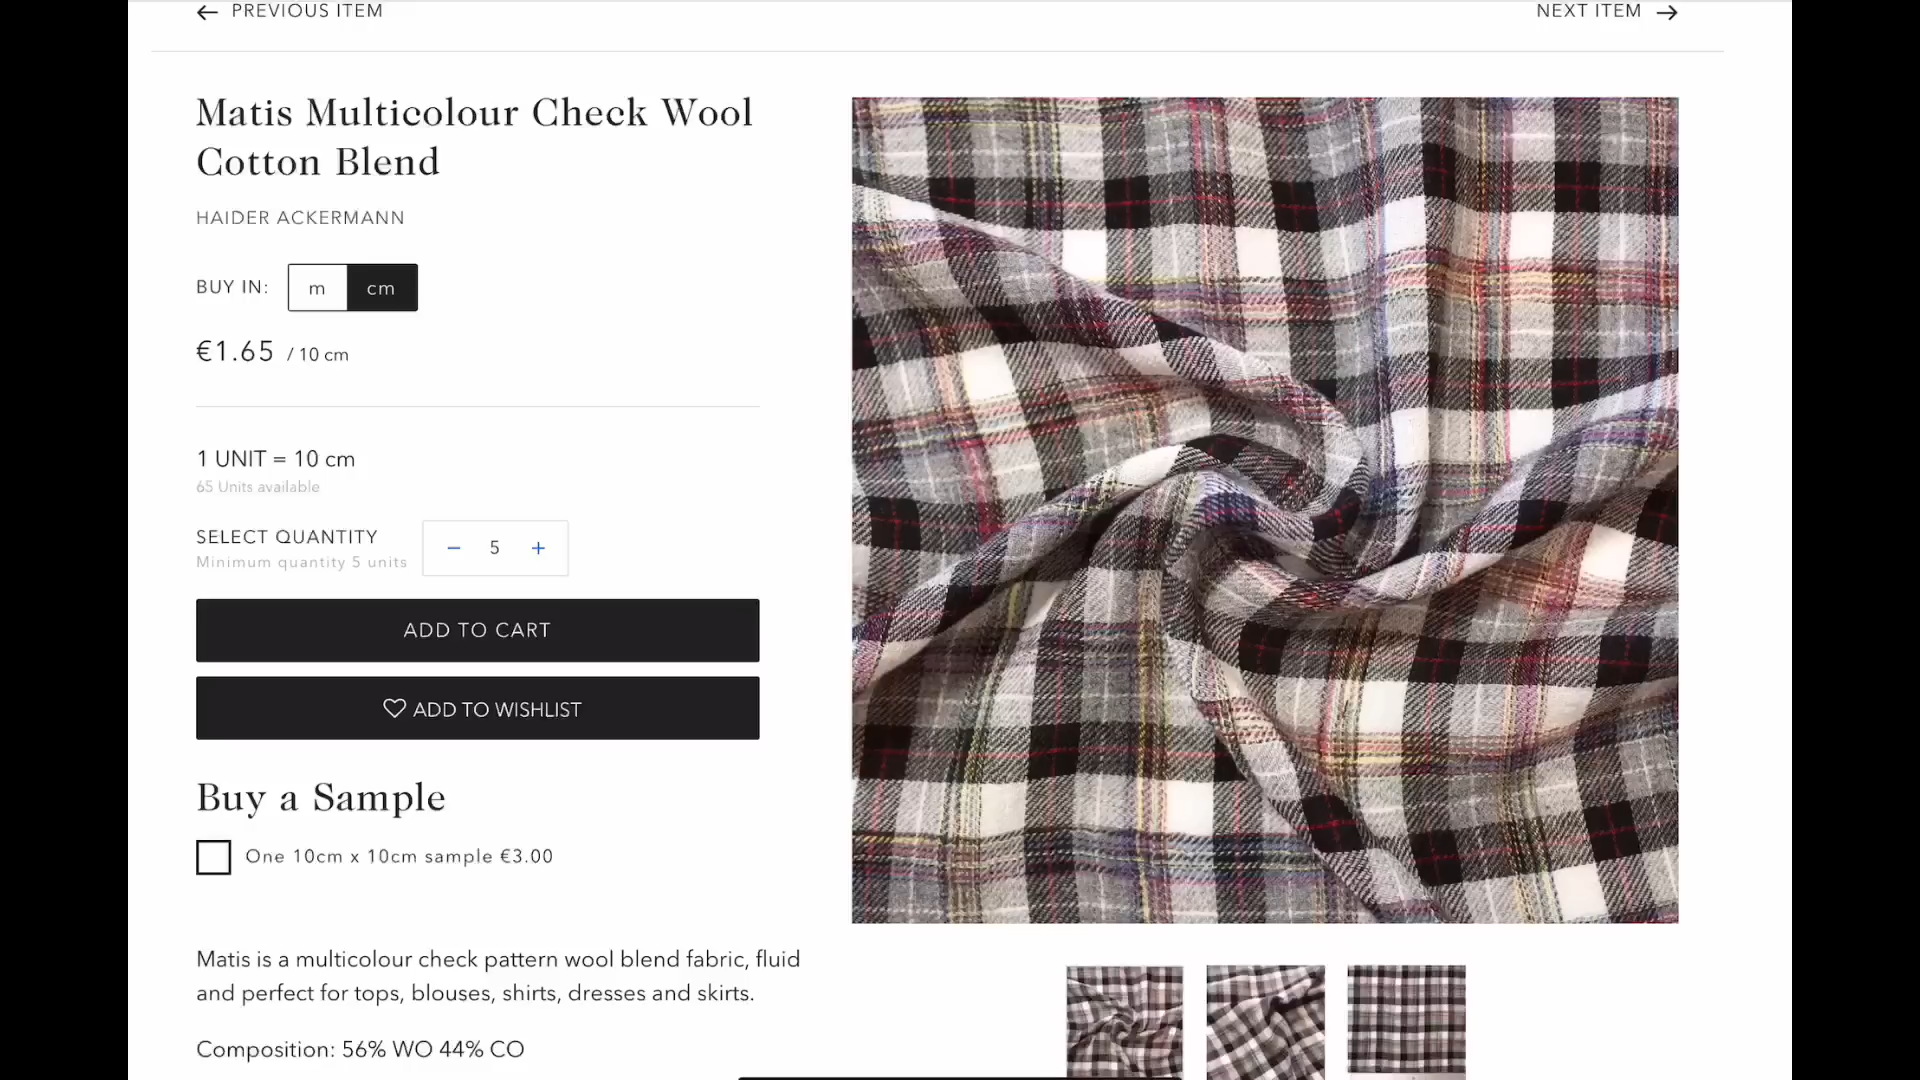 ← PREVIOUS ITEM
NEXT ITEM →
Matis Multicolour Check Wool
Cotton Blend
HAIDER ACKERMANN
BUY IN: m cm
€1.65 / 10 cm
1 UNIT = 10 cm
65 Units available
SELECT QUANTITY
Minimum quantity 5 units
− 5 +
ADD TO CART
ADD TO WISHLIST
Buy a Sample
One 10cm x 10cm sample €3.00
Matis is a multicolour check pattern wool blend fabric, fluid
and perfect for tops, blouses, shirts, dresses and skirts.
Composition: 56% WO 44% CO